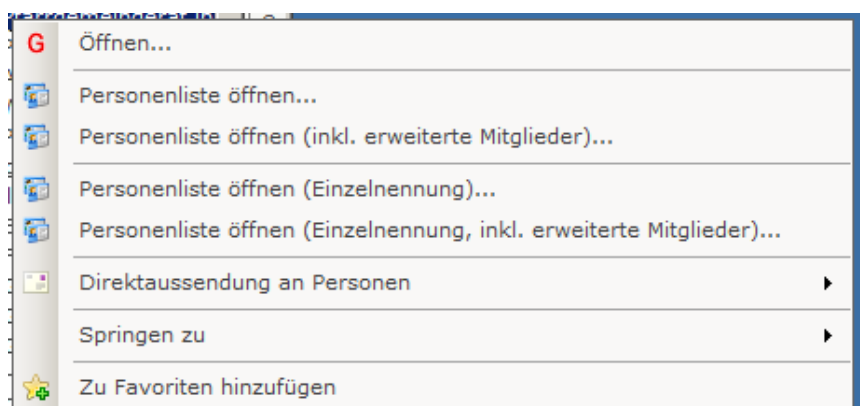 G Öffnen...
Personenliste öffnen...
Personenliste öffnen (inkl. erweiterte Mitglieder)...
Personenliste öffnen (Einzelnennung)...
Personenliste öffnen (Einzelnennung, inkl. erweiterte Mitglieder)...
Direktaussendung an Personen
Springen zu
Zu Favoriten hinzufügen